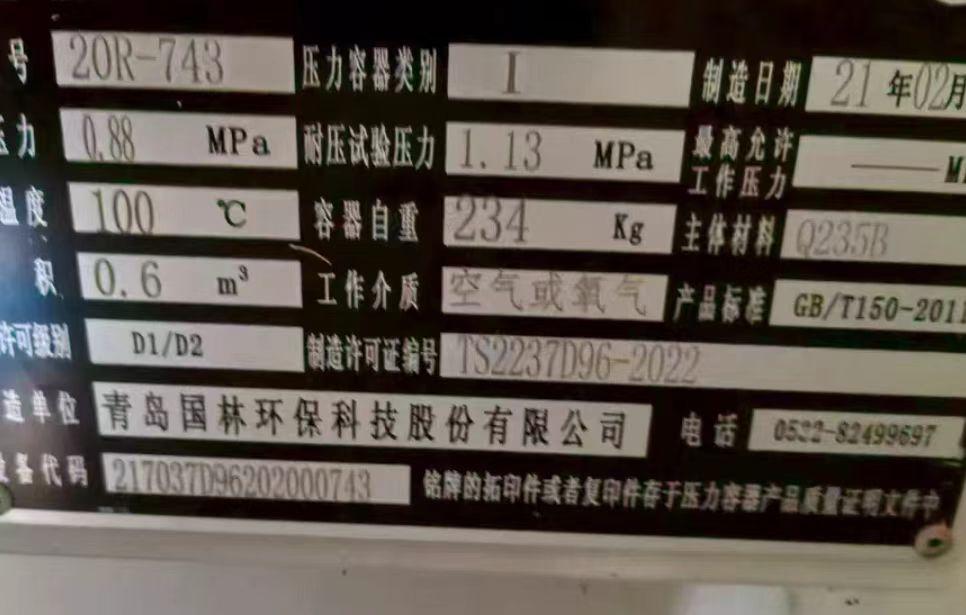 号 20R-743 压力容器类别 I 制造日期 21年02月
压力 0.88 MPa 耐压试验压力 1.13 MPa 最高允许工作压力 — M
温度 100 ℃ 容器自重 234 Kg 主体材料 Q235B
积 0.6 m³ 工作介质 空气或氧气 产品标准 GB/T150-2011
许可级别 D1/D2 制造许可证编号 TS2237D96-2022
造单位 青岛国林环保科技股份有限公司 电话 0532-82499697
设备代码 217037D96202000743 铭牌的拓印件或者复印件存于压力容器产品质量证明文件中